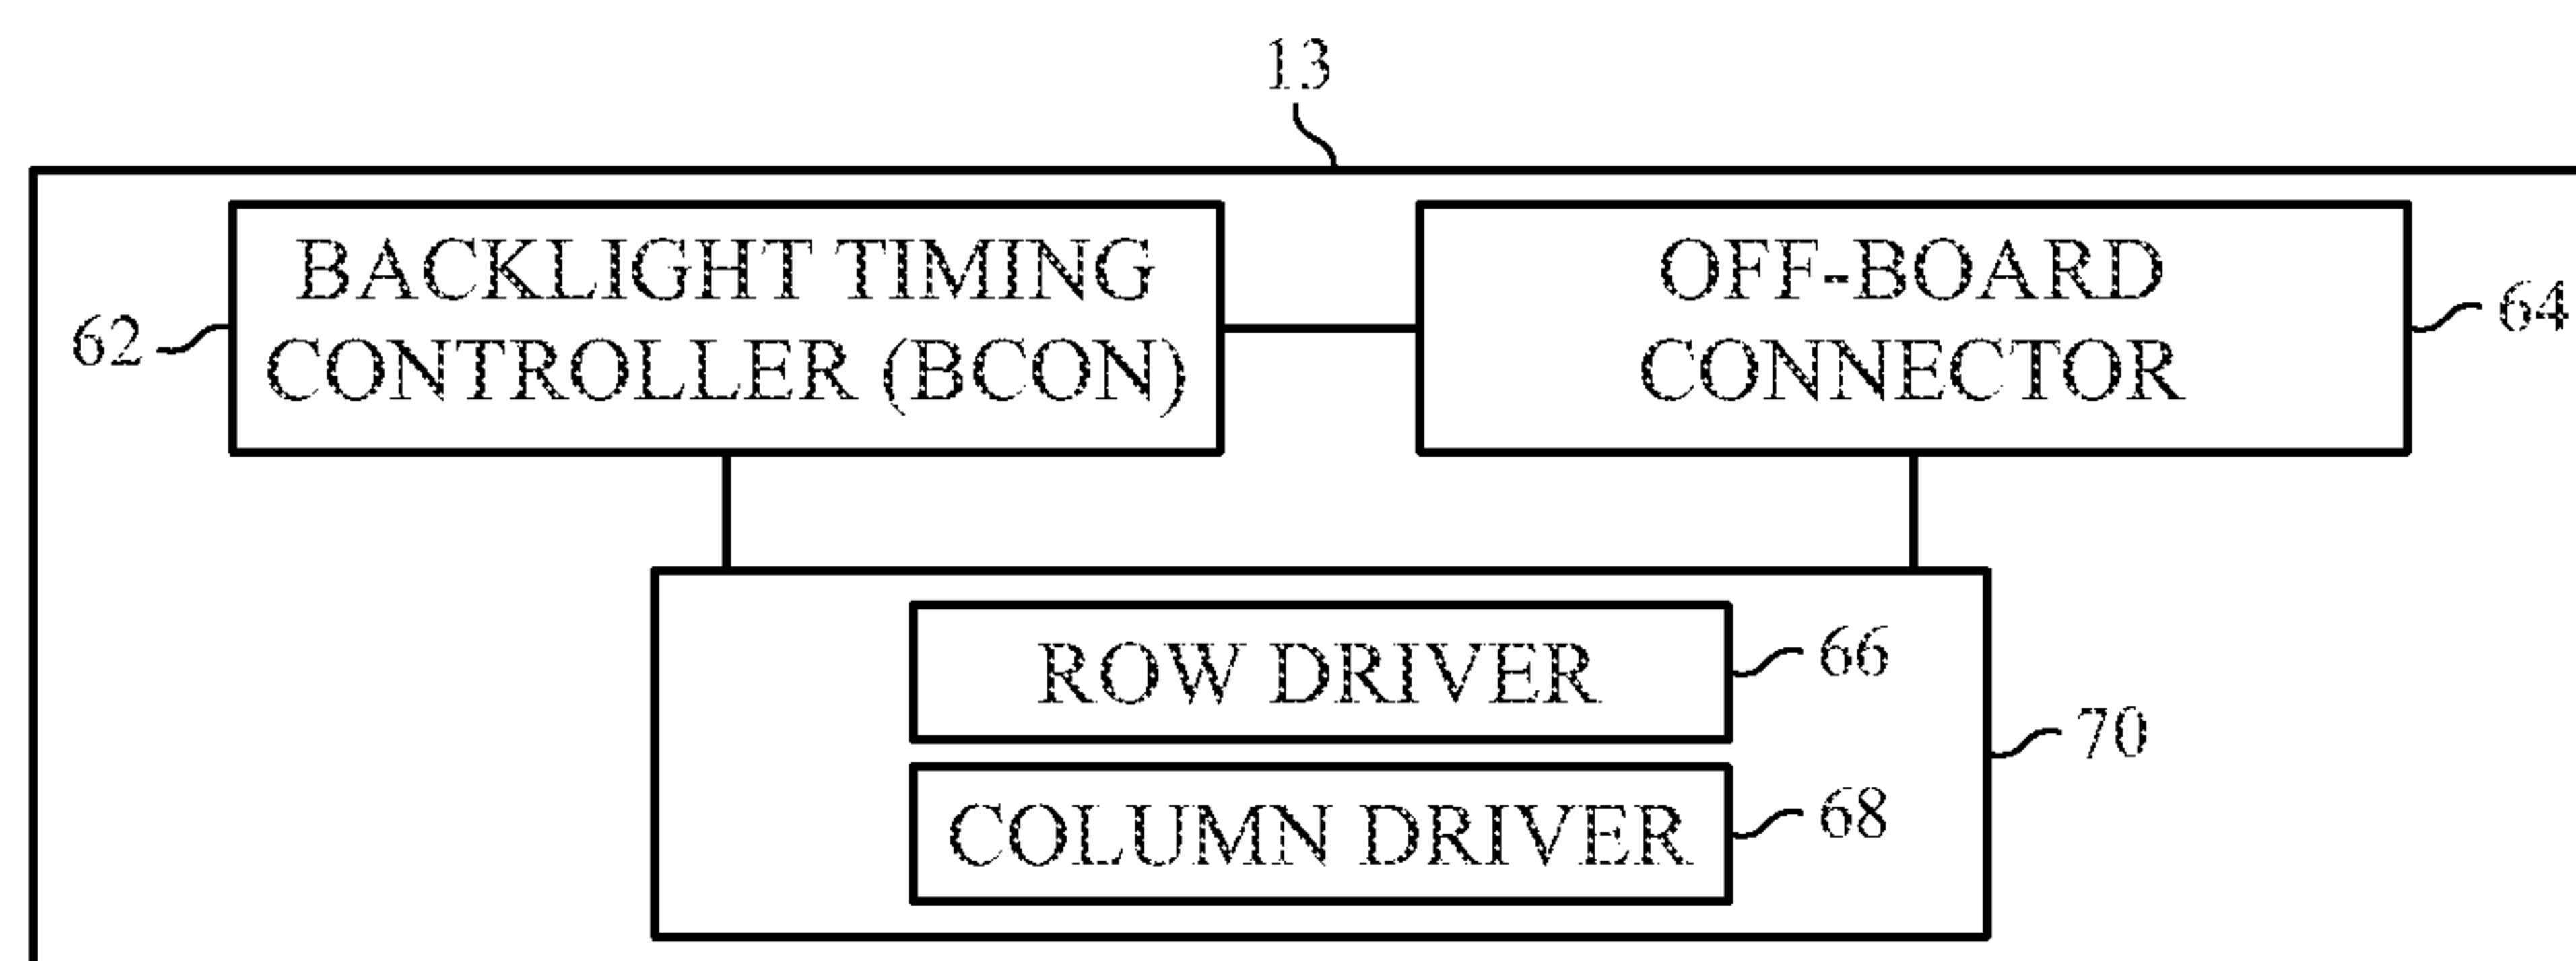 13
BACKLIGHT TIMING
CONTROLLER (BCON)
62
OFF-BOARD
CONNECTOR
64
ROW DRIVER
66
70
COLUMN DRIVER
68